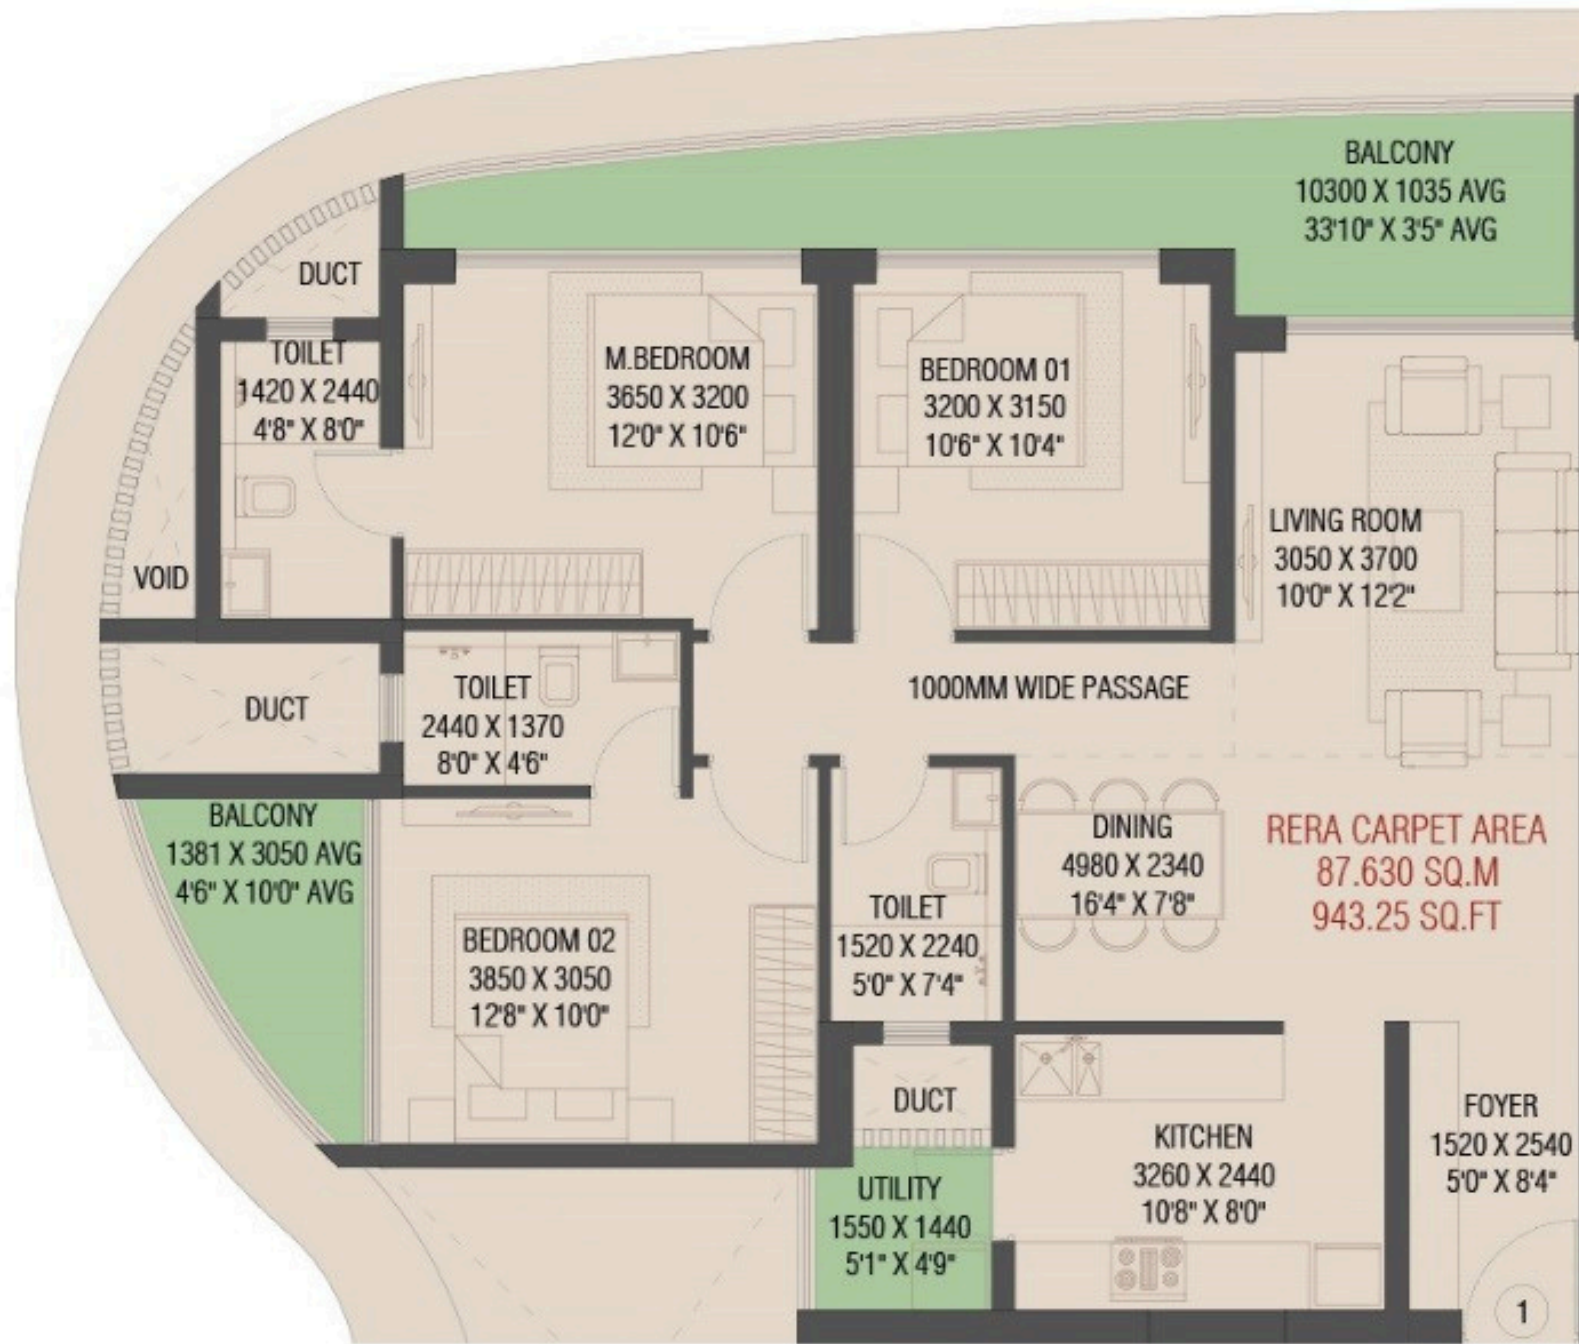 BALCONY
10300 X 1035 AVG
33'10" X 3'5" AVG
DUCT
TOILET
1420 X 2440
4'8" X 8'0"
M.BEDROOM
3650 X 3200
12'0" X 10'6"
BEDROOM 01
3200 X 3150
10'6" X 10'4"
LIVING ROOM
3050 X 3700
10'0" X 12'2"
VOID
DUCT
TOILET
2440 X 1370
8'0" X 4'6"
1000MM WIDE PASSAGE
BALCONY
1381 X 3050 AVG
4'6" X 10'0" AVG
BEDROOM 02
3850 X 3050
12'8" X 10'0"
TOILET
1520 X 2240
5'0" X 7'4"
DINING
4980 X 2340
16'4" X 7'8"
RERA CARPET AREA
87.630 SQ.M
943.25 SQ.FT
DUCT
UTILITY
1550 X 1440
5'1" X 4'9"
KITCHEN
3260 X 2440
10'8" X 8'0"
FOYER
1520 X 2540
5'0" X 8'4"
1